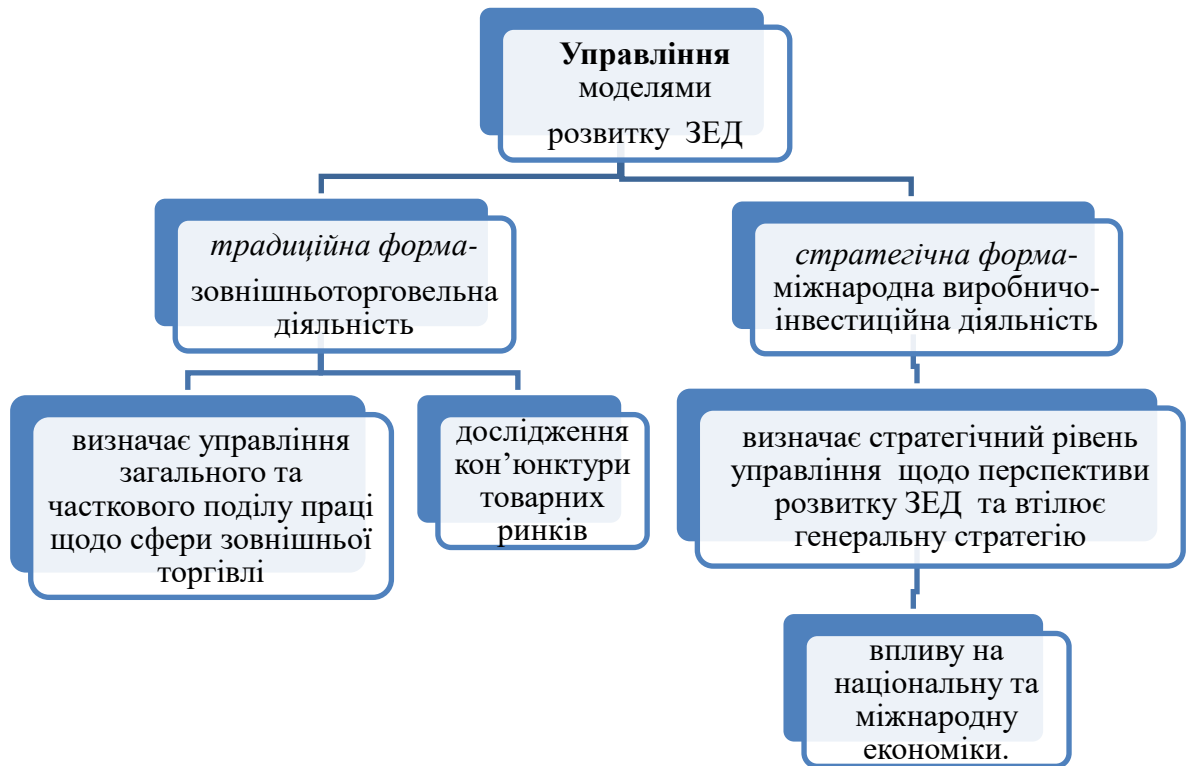 Управління
моделями
розвитку ЗЕД
традиційна форма-
зовнішньоторговельна
діяльність
стратегічна форма-
міжнародна виробничо-
інвестиційна діяльність
визначає управління
загального та
часткового поділу праці
щодо сфери зовнішньої
торгівлі
дослідження
кон’юнктури
товарних
ринків
визначає стратегічний рівень
управління щодо перспективи
розвитку ЗЕД та втілює
генеральну стратегію
впливу на
національну та
міжнародну
економіки.